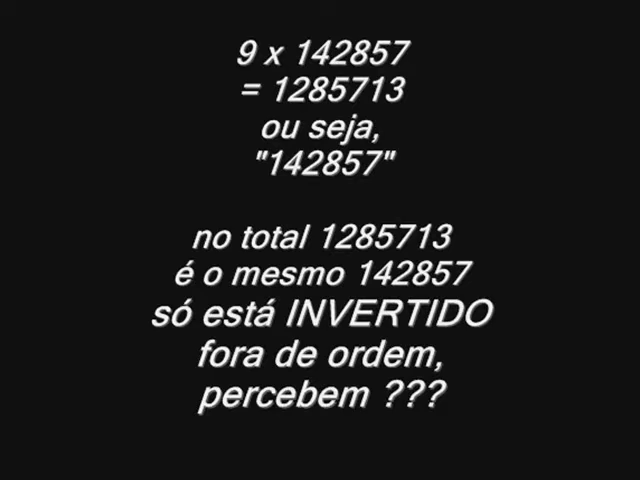 9 x 142857
= 1285713
ou seja,
"142857"
no total 1285713
é o mesmo 142857
só está INVERTIDO
fora de ordem,
percebem ???